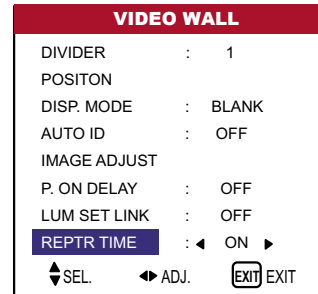 VIDEO WALL
DIVIDER : 1
POSITON
DISP. MODE : BLANK
AUTO ID : OFF
IMAGE ADJUST
P. ON DELAY : OFF
LUM SET LINK : OFF
REPTR TIME : ◀ ON ▶
SEL. ADJ. EXIT EXIT